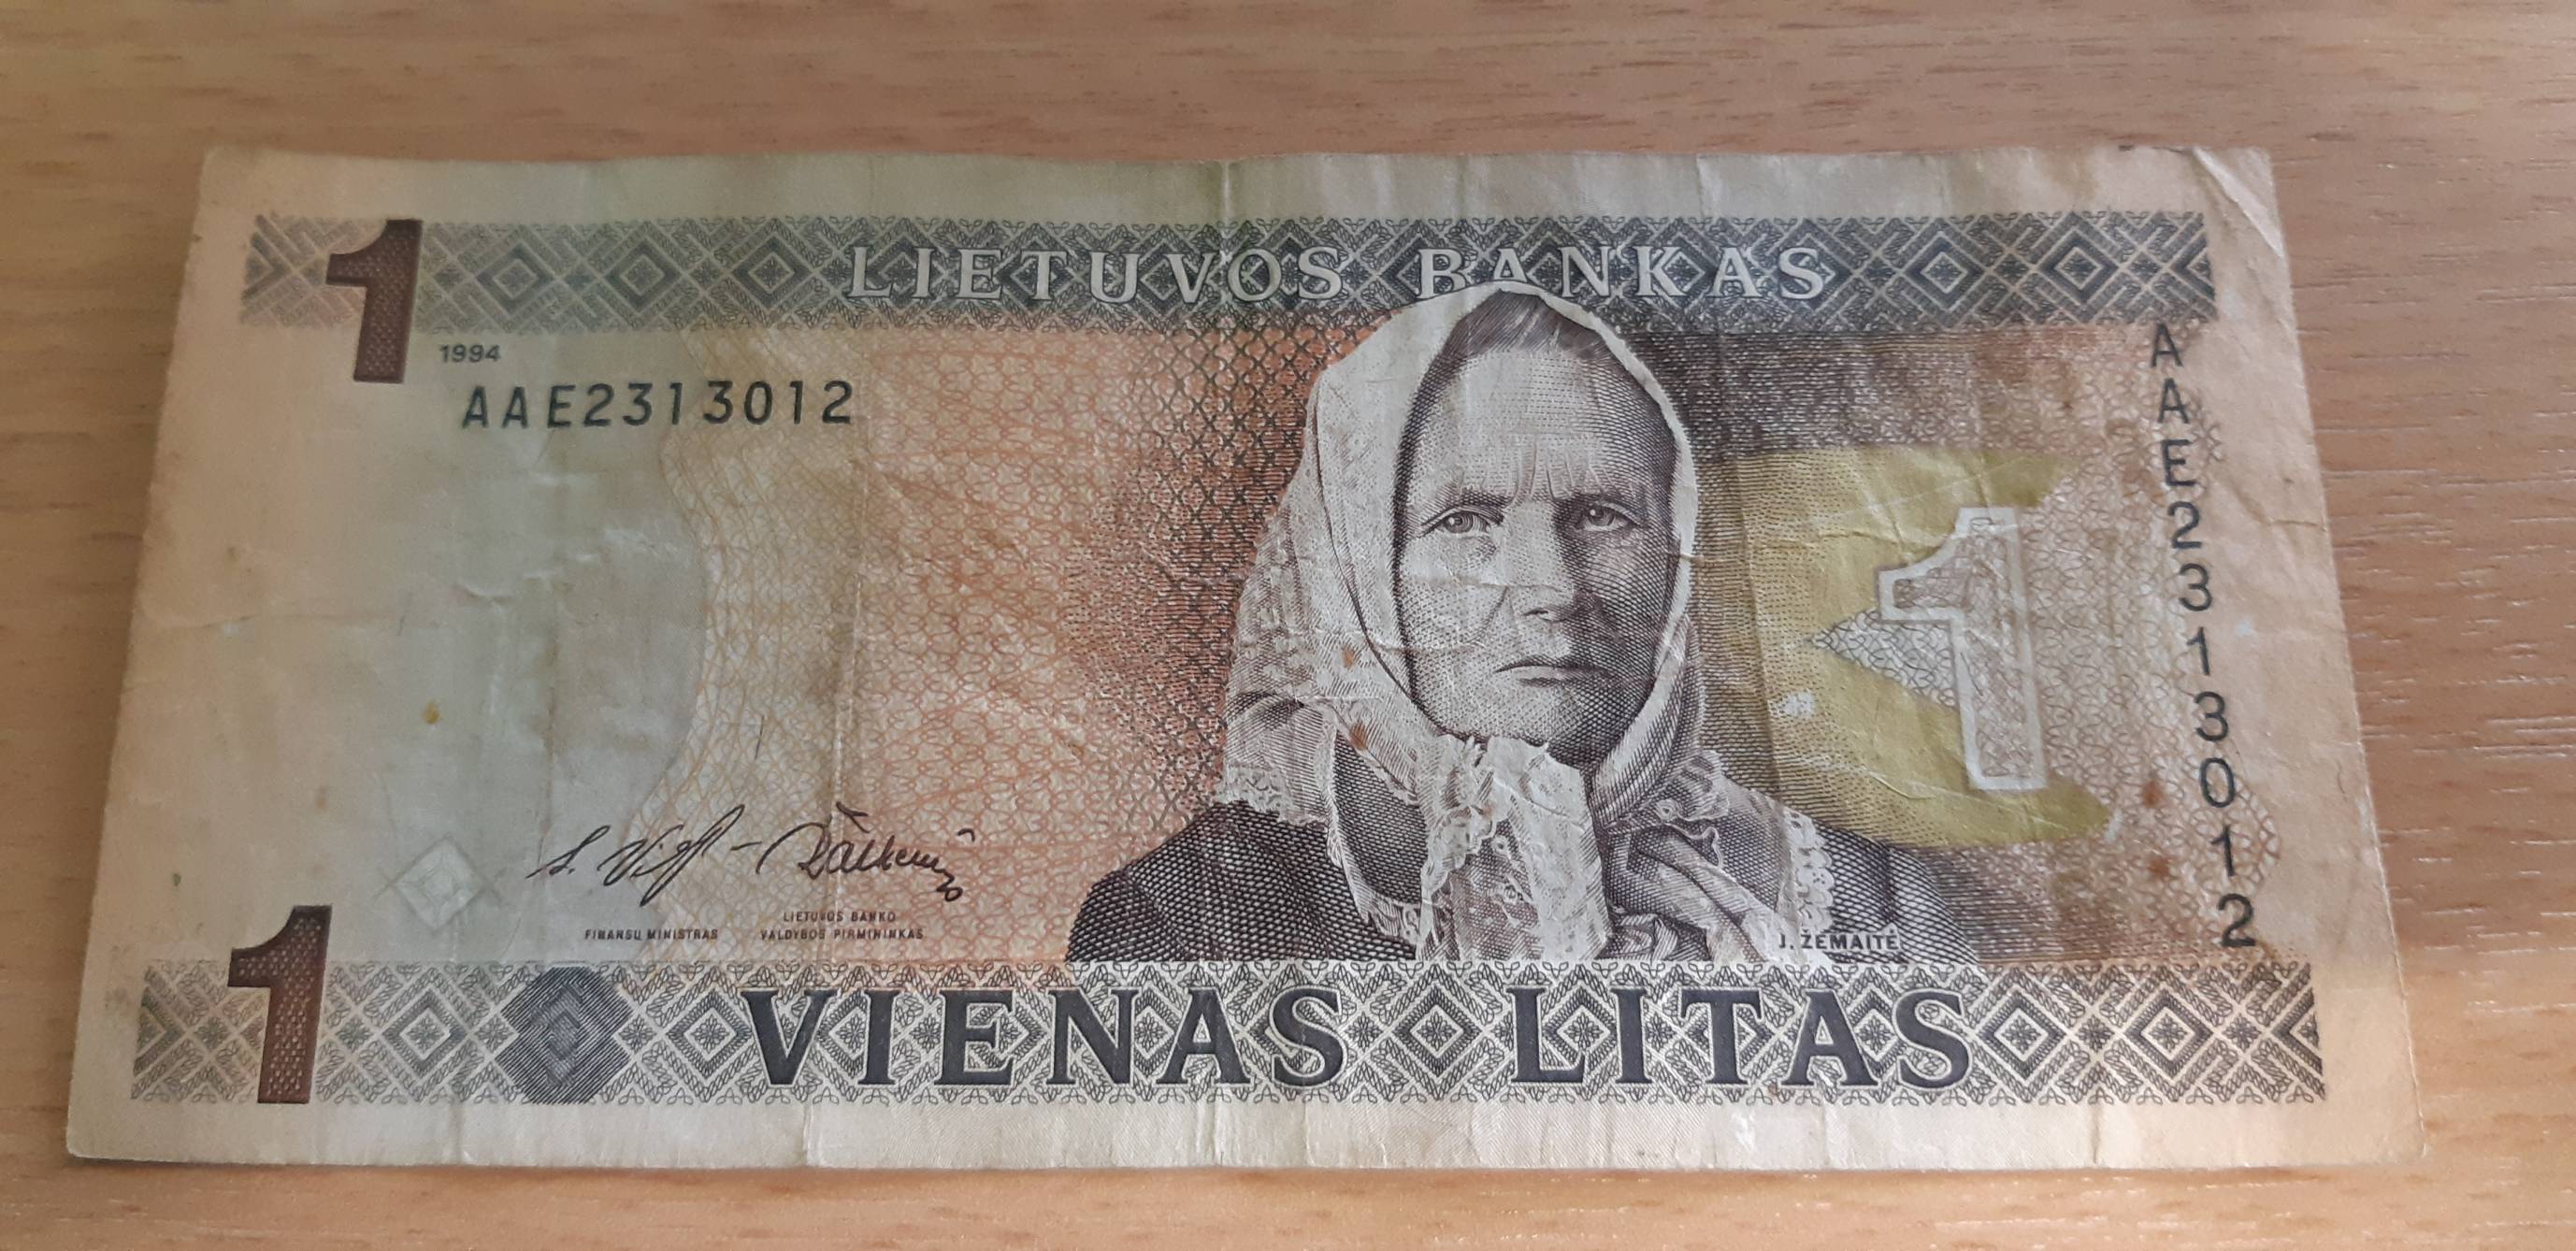 1
LIETUVOS BANKAS
1994
AAE2313012
AAE2313012
1
FINANSŲ MINISTRAS
LIETUVOS BANKO
VALDYBOS PIRMININKAS
J. ŽEMAITĖ
1
VIENAS LITAS